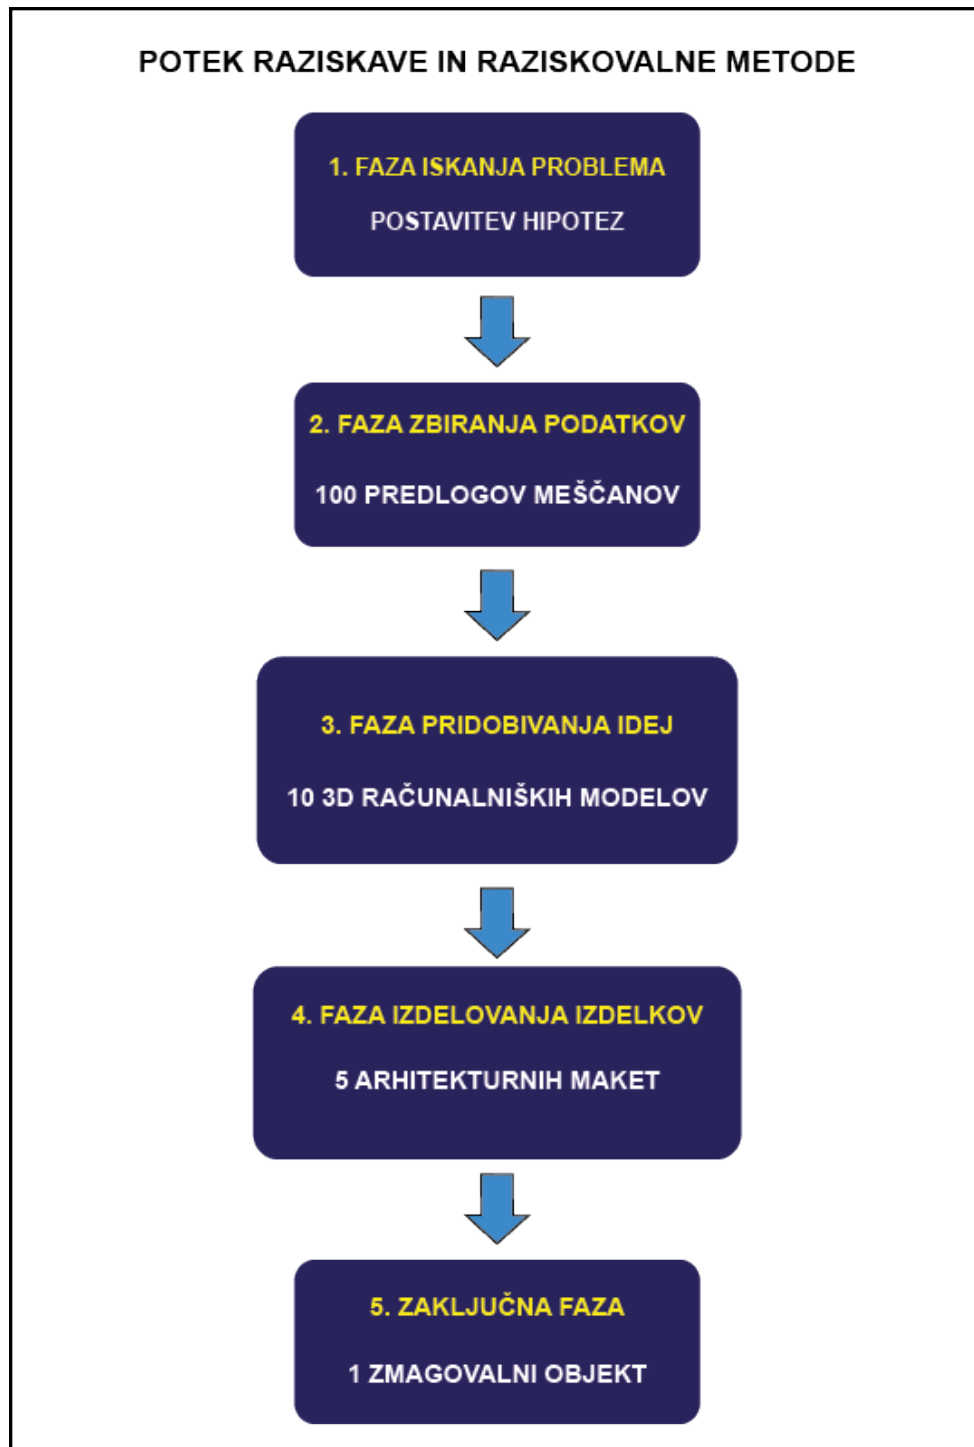 POTEK RAZISKAVE IN RAZISKOVALNE METODE
1. FAZA ISKANJA PROBLEMA
POSTAVITEV HIPOTEZ
2. FAZA ZBIRANJA PODATKOV
100 PREDLOGOV MEŠČANOV
3. FAZA PRIDOBIVANJA IDEJ
10 3D RAČUNALNIŠKIH MODELOV
4. FAZA IZDELOVANJA IZDELKOV
5 ARHITEKTURNIH MAKET
5. ZAKLJUČNA FAZA
1 ZMAGOVALNI OBJEKT